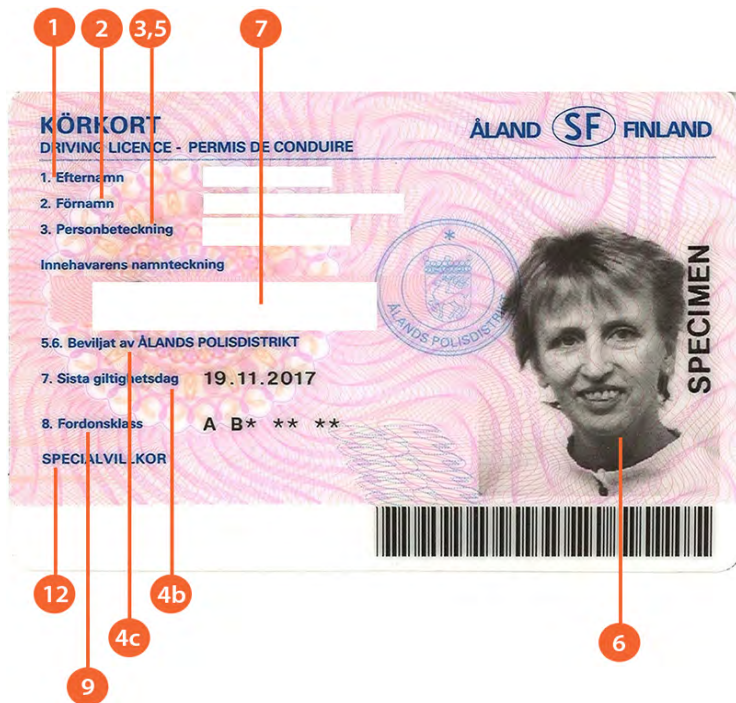 1 2 3,5 7
KÖRKORT
DRIVING LICENCE - PERMIS DE CONDUIRE
ÅLAND SF FINLAND
1. Efternamn
2. Förnamn
3. Personbeteckning
Innehavarens namnteckning
* ÅLANDS POLISDISTRIKT
SPECIMEN
5.6. Beviljat av ÅLANDS POLISDISTRIKT
7. Sista giltighetsdag 19.11.2017
8. Fordonsklass A B* ** **
SPECIALVILLKOR
12 4b
4c 6
9